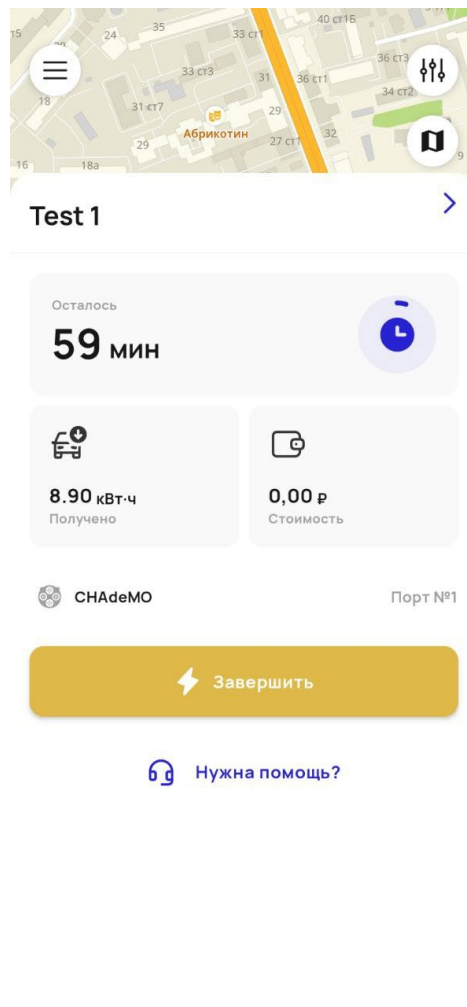 15
24
35
33 ст1
40 ст15
36 ст3
33 ст3
31
36 ст1
34 ст2
18
31 ст7
29
Абрикотин
29
27 ст1
32
9
16
18а
Test 1
Осталось
59 мин
8.90 кВт·ч
Получено
0,00 ₽
Стоимость
CHAdeMO
Порт №1
Завершить
Нужна помощь?